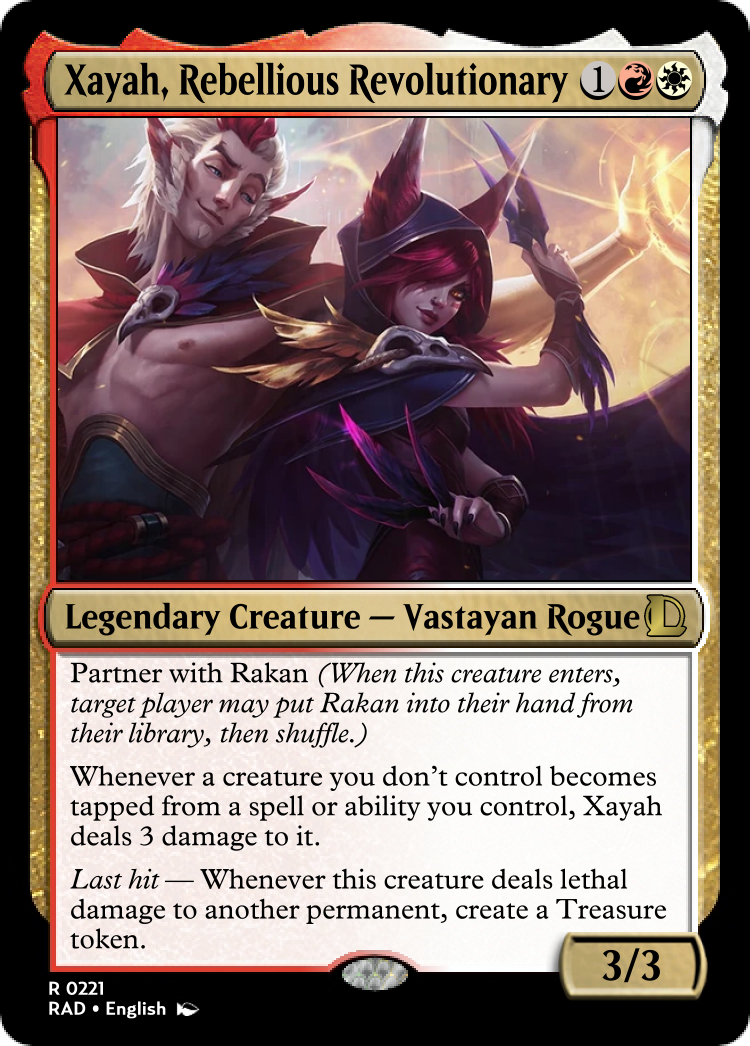 Xayah, Rebellious Revolutionary 1
Legendary Creature — Vastayan Rogue
Partner with Rakan (When this creature enters,
target player may put Rakan into their hand from
their library, then shuffle.)
Whenever a creature you don't control becomes
tapped from a spell or ability you control, Xayah
deals 3 damage to it.
Last hit — Whenever this creature deals lethal
damage to another permanent, create a Treasure
token.
3/3
R 0221
RAD • English